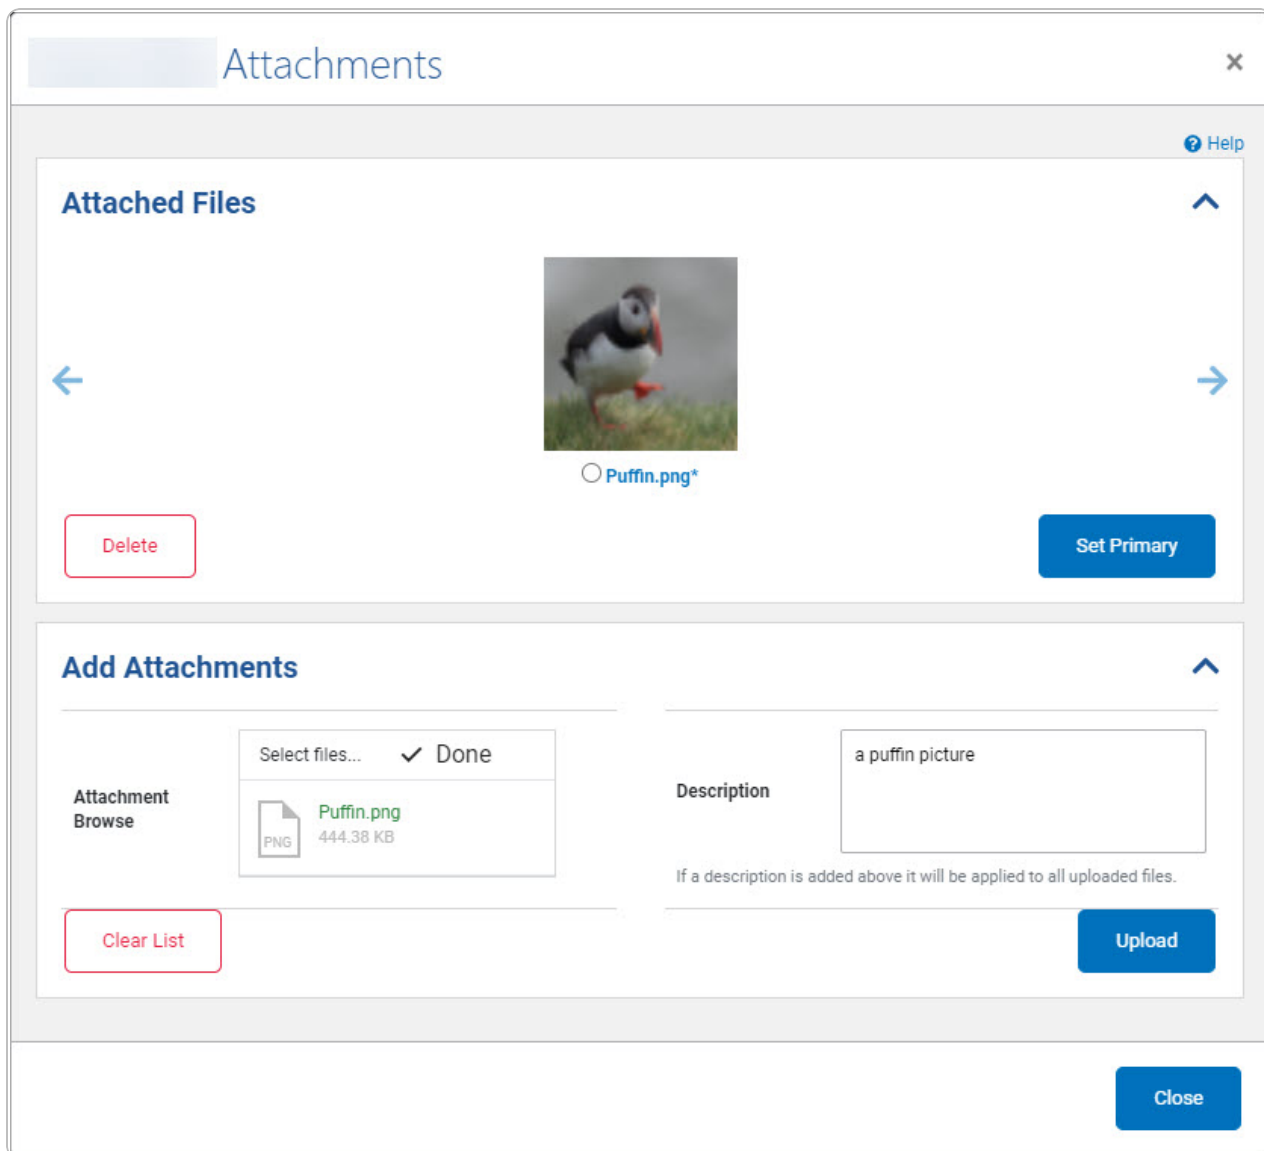 Attachments
×
Help
Attached Files
Puffin.png*
Delete
Set Primary
Add Attachments
Attachment
Browse
Select files...
Done
PNG
Puffin.png
444.38 KB
Description
a puffin picture
If a description is added above it will be applied to all uploaded files.
Clear List
Upload
Close